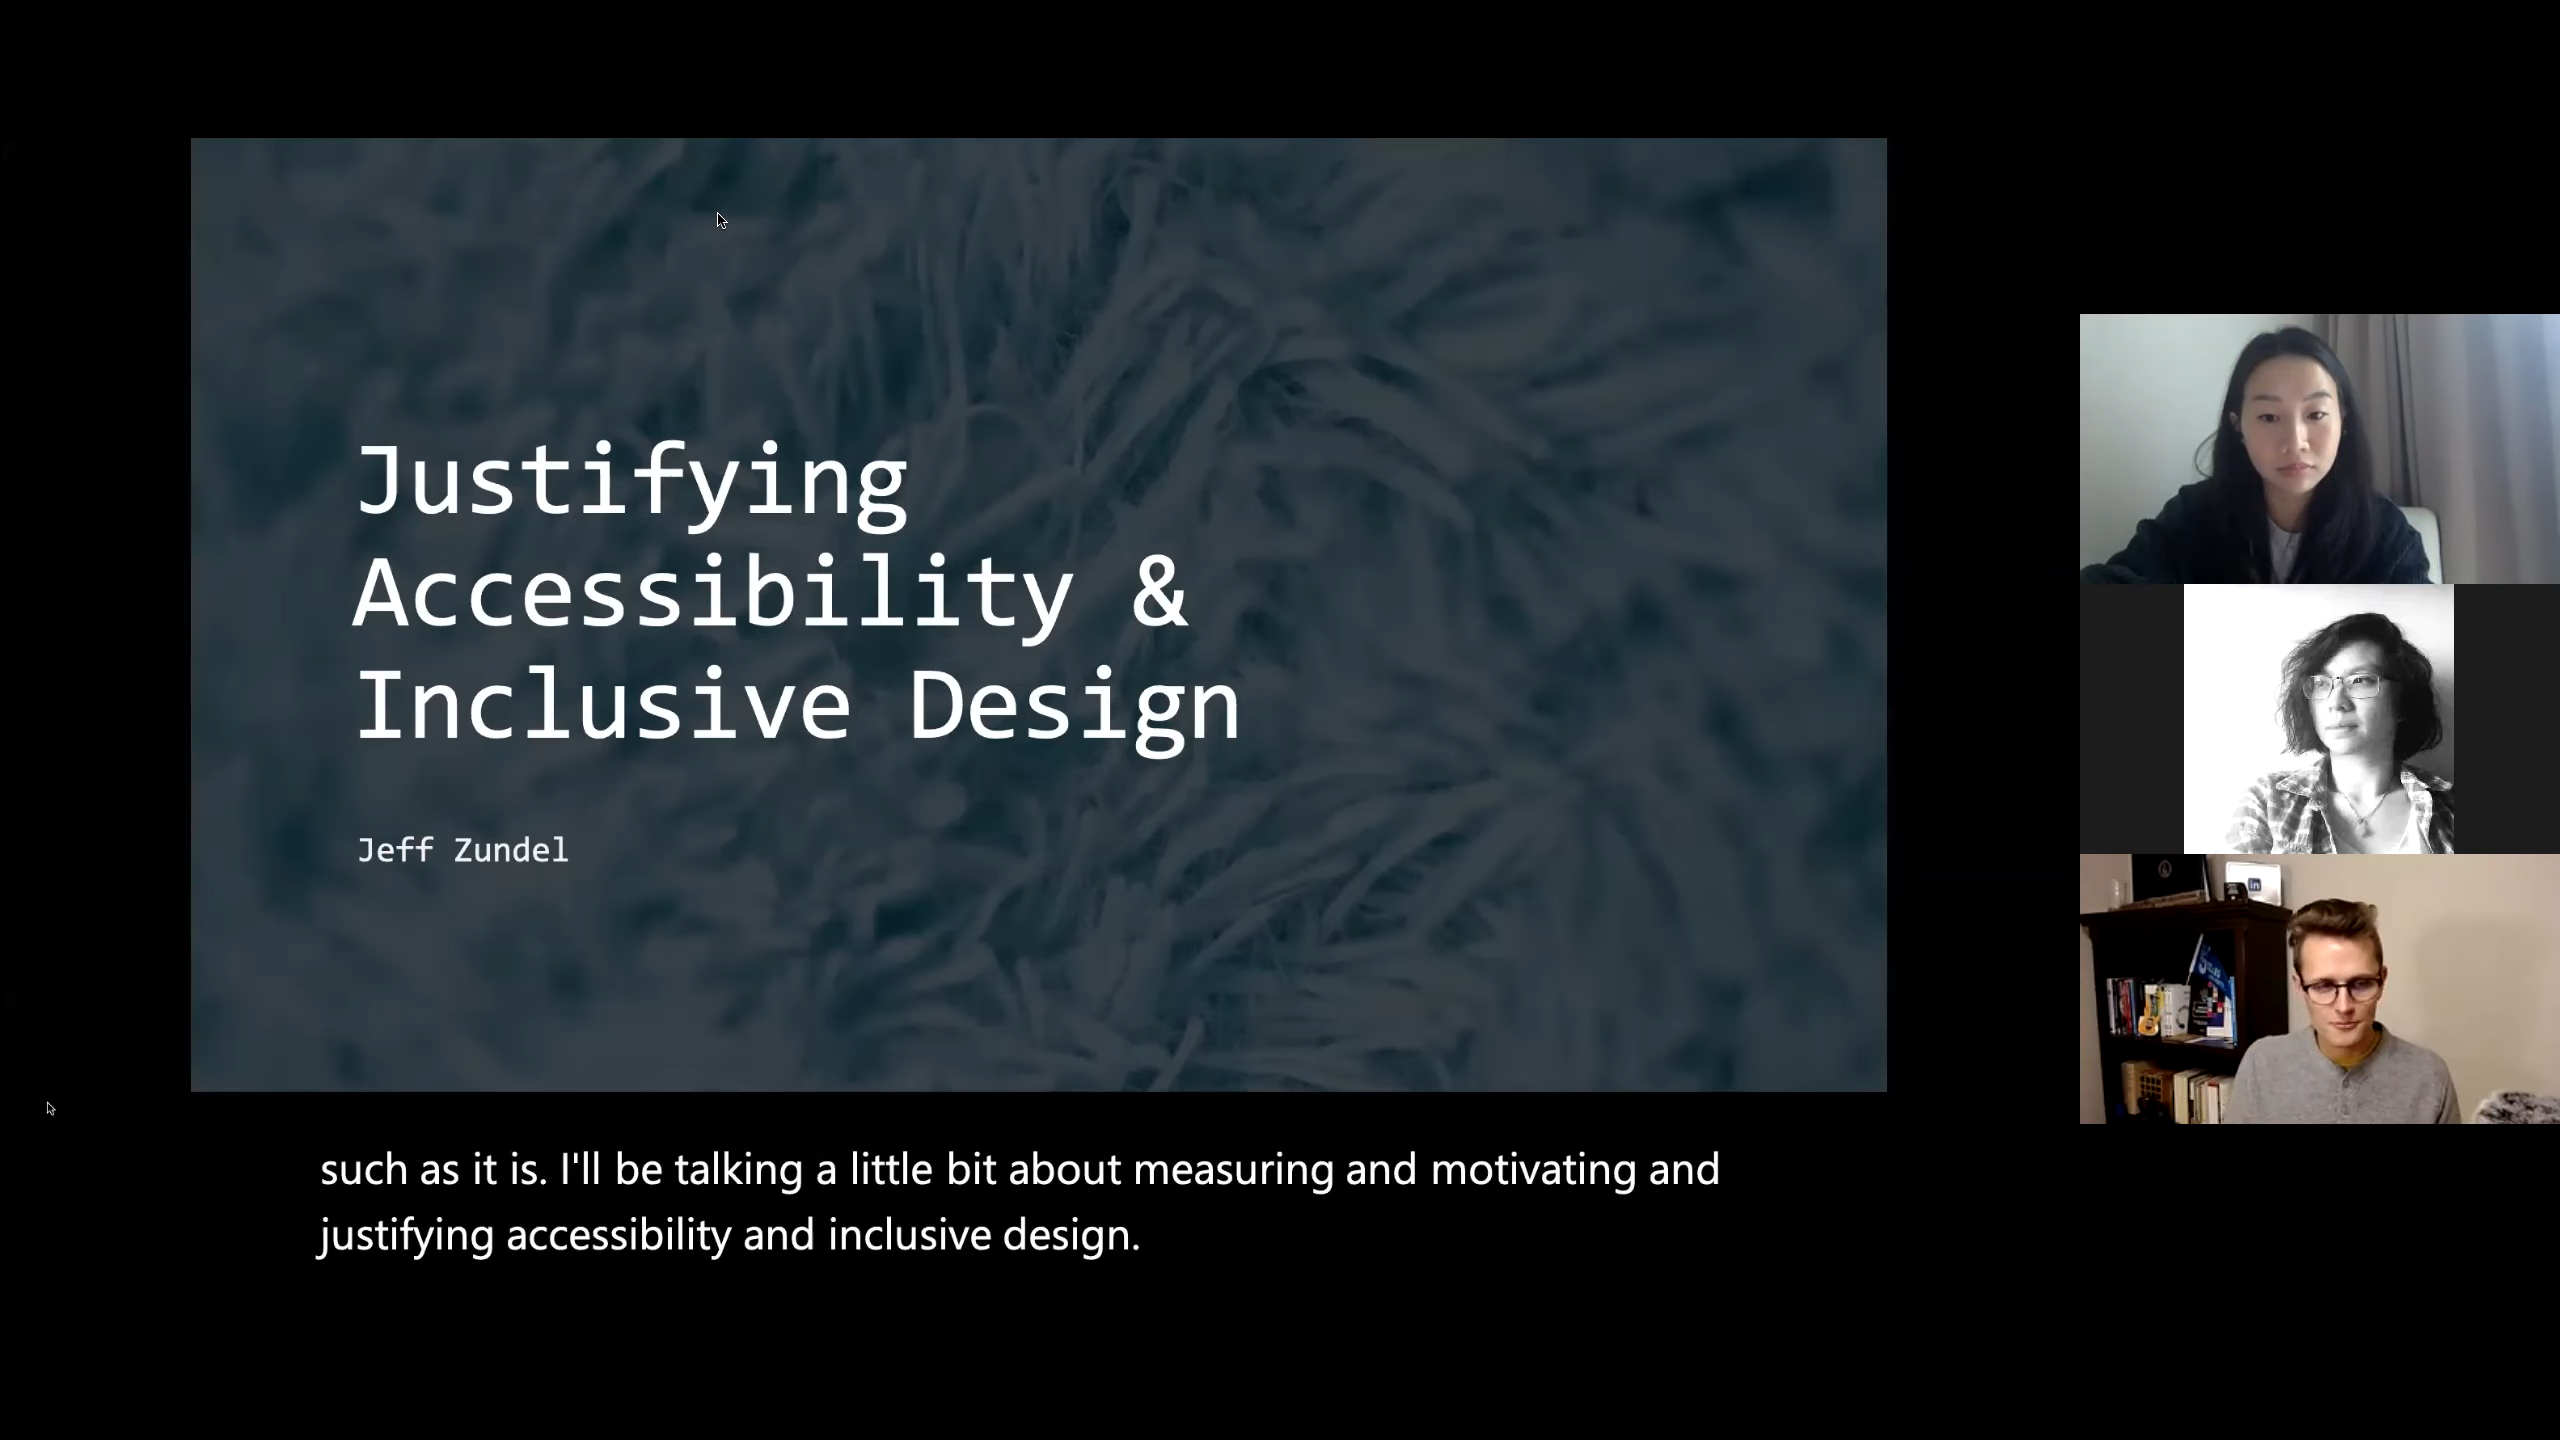 Justifying
Accessibility &
Inclusive Design
Jeff Zundel
such as it is. I'll be talking a little bit about measuring and motivating and
justifying accessibility and inclusive design.
in